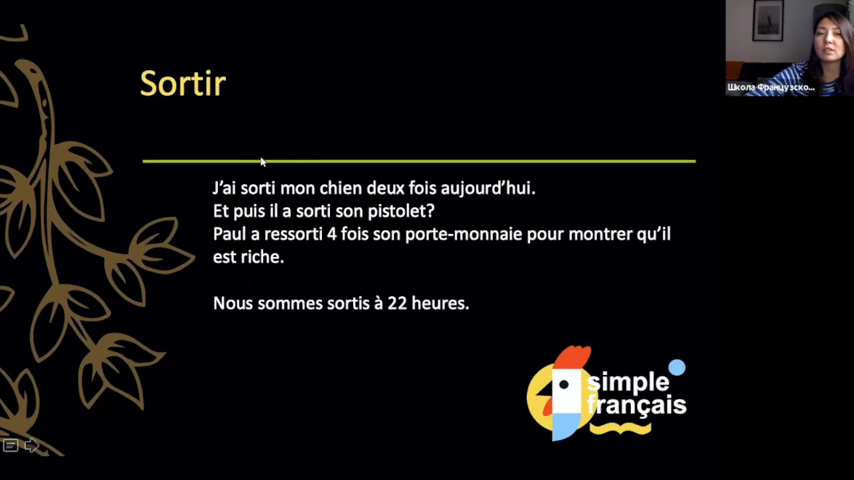 Sortir
Школа Французско...
J'ai sorti mon chien deux fois aujourd'hui.
Et puis il a sorti son pistolet?
Paul a ressorti 4 fois son porte-monnaie pour montrer qu'il
est riche.
Nous sommes sortis à 22 heures.
simple
français